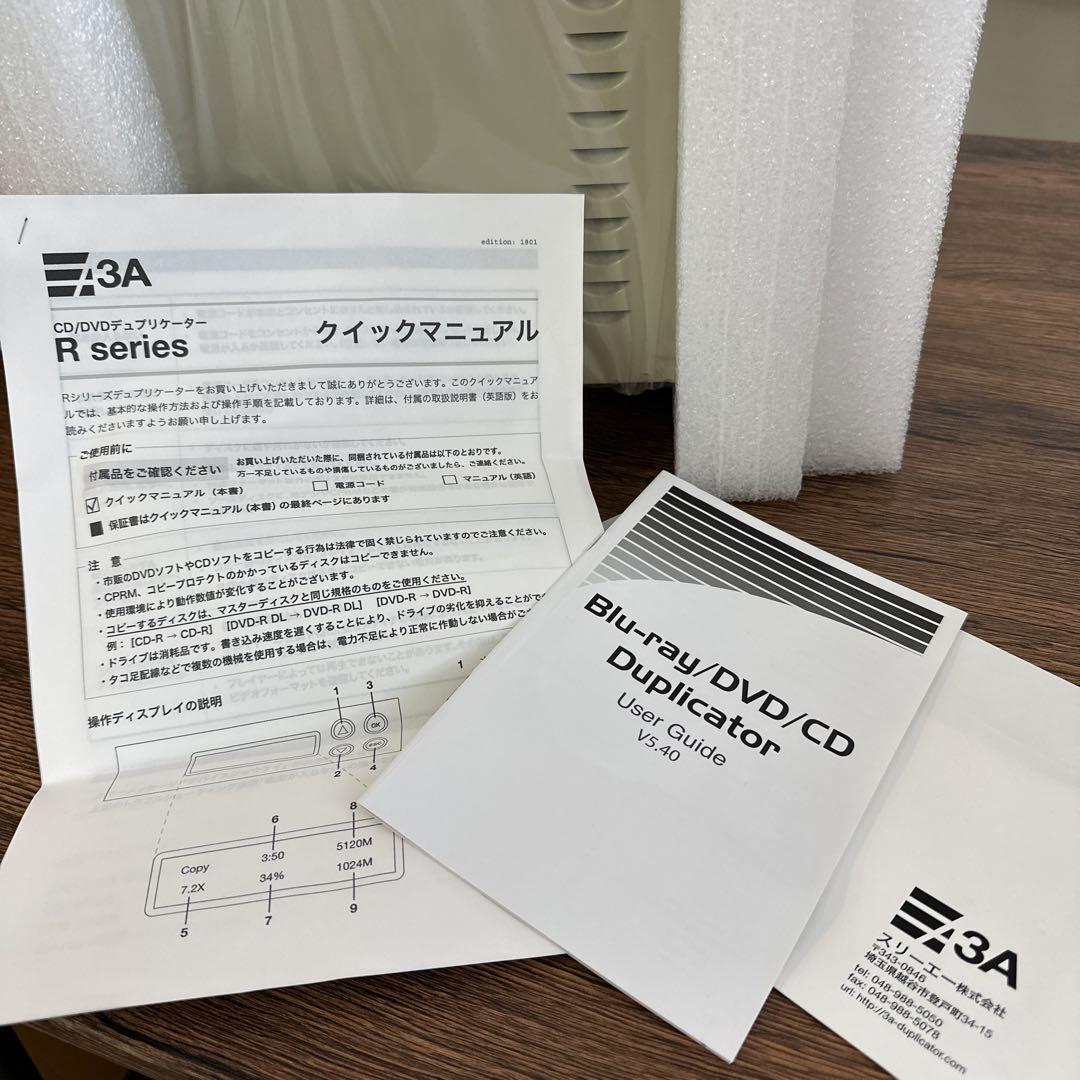 edition: 1801
3A
CD/DVDデュプリケーター
R series
クイックマニュアル
Rシリーズデュプリケーターをお買い上げいただきまして誠にありがとうございます。このクイックマニュア
ルでは、基本的な操作方法および操作手順を記載しております。詳細は、付属の取扱説明書（英語版）をお
読みくださいますようお願い申し上げます。
ご使用前に
付属品をご確認ください
お買い上げいただいた際に、同梱されている付属品は以下のとおりです。
万一不足しているものや損傷しているものがございましたら、ご連絡ください。
クイックマニュアル（本書）
電源コード
マニュアル（英語）
保証書はクイックマニュアル（本書）の最終ページにあります
注 意
・市販のDVDソフトやCDソフトをコピーする行為は法律で固く禁じられていますのでご注意ください。
・CPRM、コピープロテクトのかかっているディスクはコピーできません。
・使用環境により動作数値が変化することがございます。
・コピーするディスクは、マスターディスクと同じ規格のものをご使用ください。
例： [CD-R → CD-R] [DVD-R DL → DVD-R DL] [DVD-R → DVD-R]
・ドライブは消耗品です。書き込み速度を遅くすることにより、ドライブの劣化を抑えることがで
・タコ足配線などで複数の機械を使用する場合は、電力不足により正常に作動しない場合がご
操作ディスプレイの説明
1
3
OK
ESC
2
4
1
6
8
Copy
3:50
5120M
7.2X
34%
1024M
5
7
9
Blu-ray/DVD/CD
Duplicator
User Guide
V5.40
3A
スリーエー株式会社
〒343-0846
埼玉県越谷市登戸町34-15
tel: 048-988-5050
fax: 048-988-5078
url: http://3a-duplicator.com